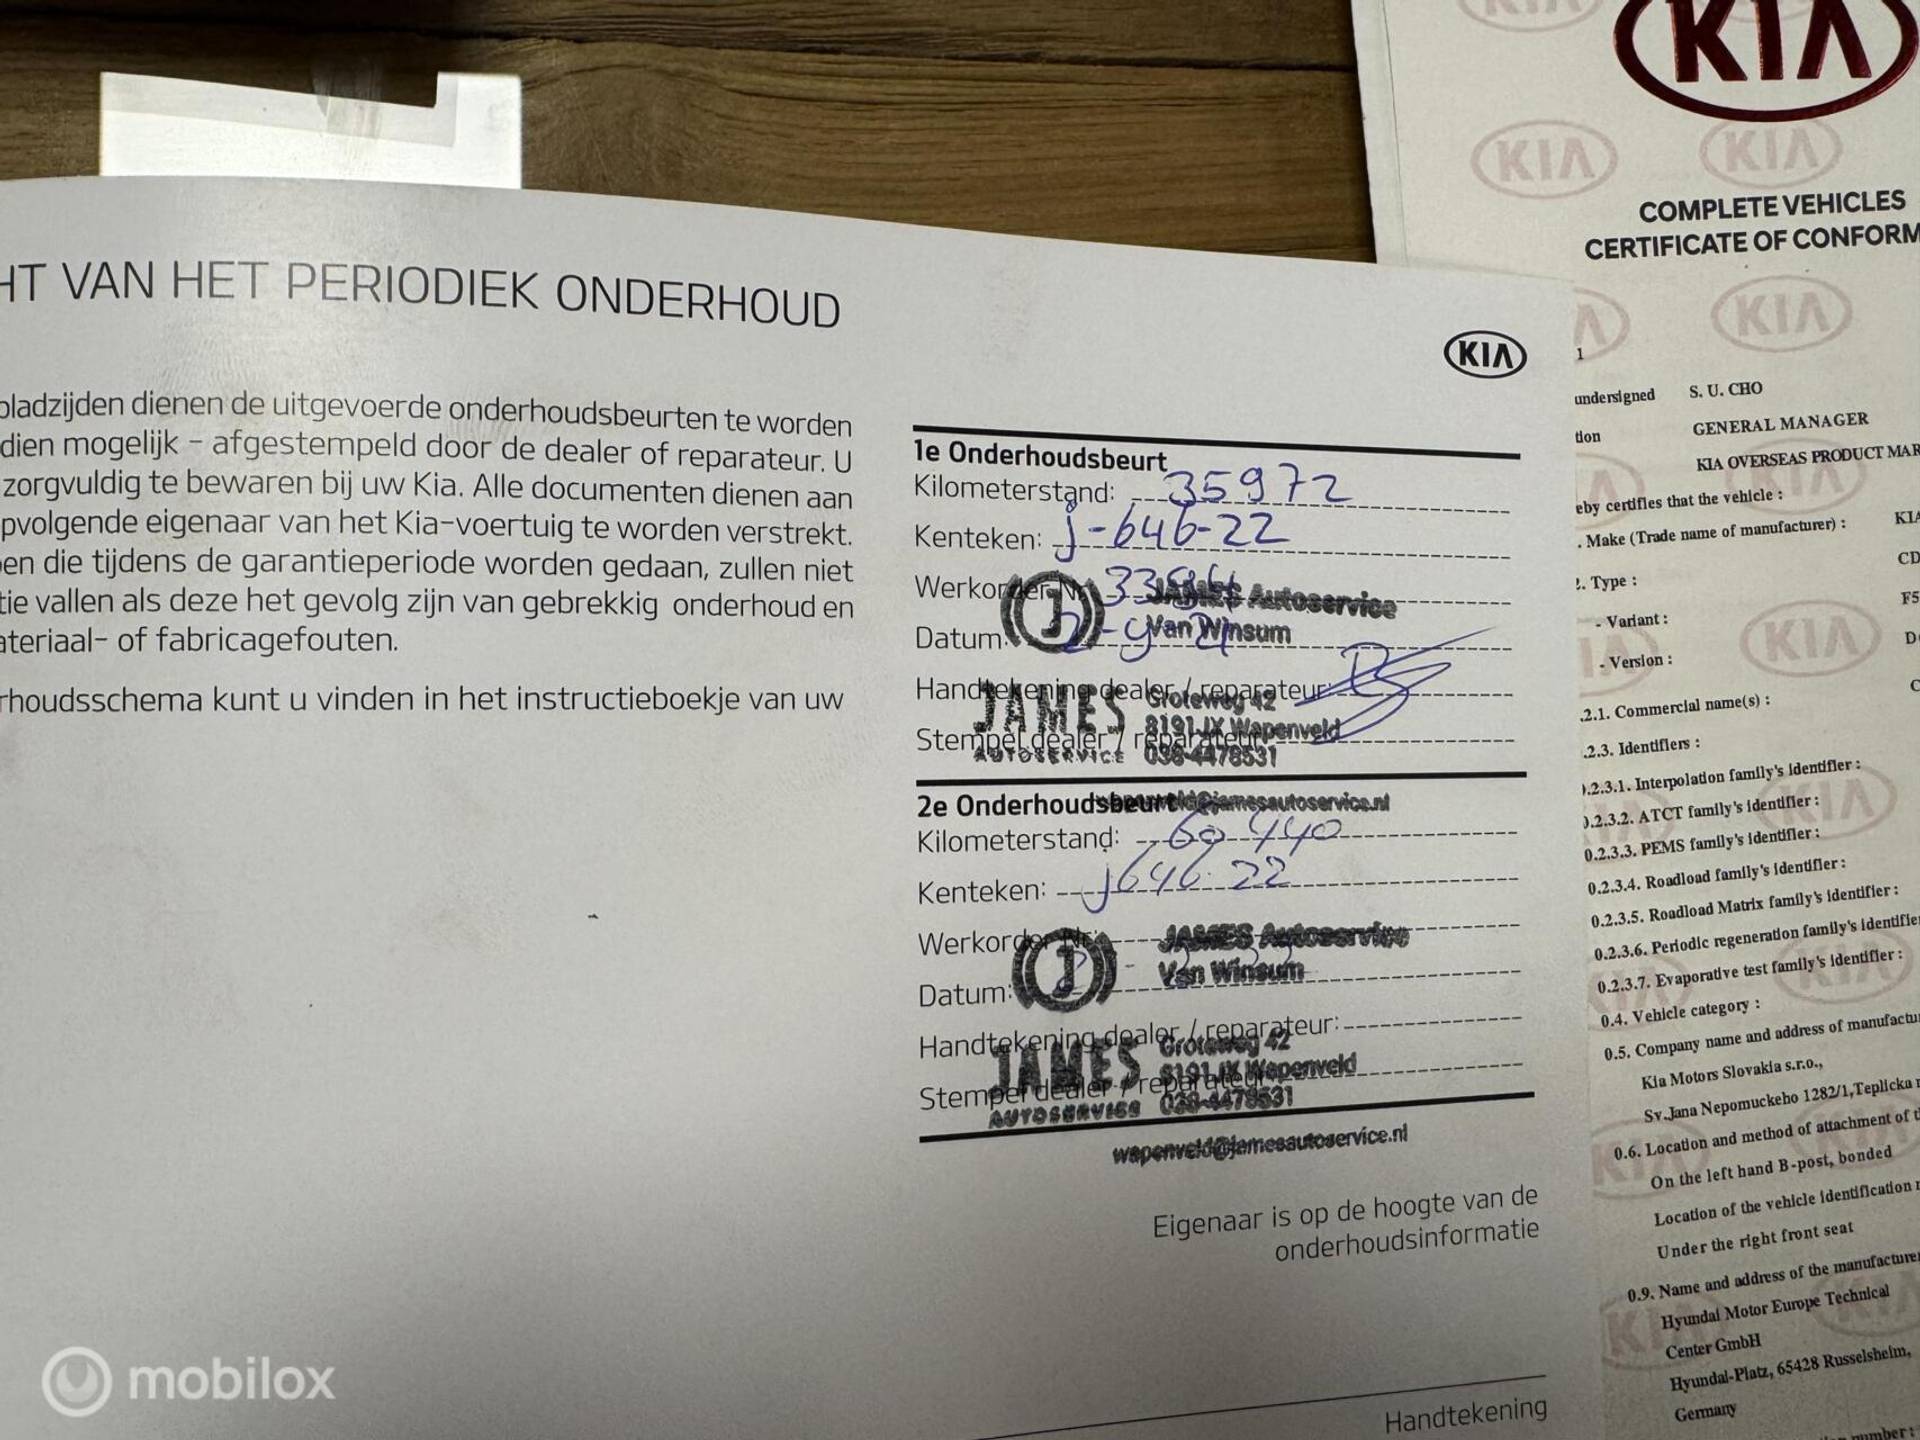 KIA
KIA KIA
COMPLETE VEHICLES
CERTIFICATE OF CONFORM
HT VAN HET PERIODIEK ONDERHOUD
KIA
bladzijden dienen de uitgevoerde onderhoudsbeurten te worden
dien mogelijk - afgestempeld door de dealer of reparateur. U
zorgvuldig te bewaren bij uw Kia. Alle documenten dienen aan
pvolgende eigenaar van het Kia-voertuig te worden verstrekt.
en die tijdens de garantieperiode worden gedaan, zullen niet
tie vallen als deze het gevolg zijn van gebrekkig onderhoud en
ateriaal- of fabricagefouten.
rhoudsschema kunt u vinden in het instructieboekje van uw
1e Onderhoudsbeurt
Kilometerstand: 35972
Kenteken: j-646-22
Werkorder Nr:
Datum:
Handtekening dealer / reparateur:
Stempel dealer / reparateur:
J JAMES Autoservice
Van Winsum
JAMES Groteweg 42
8191 JX Wapenveld
AUTOSERVICE 038-4478531
wapenveld@jamesautoservice.nl
2e Onderhoudsbeurt
Kilometerstand: 60 440
Kenteken: j646-22
Werkorder Nr:
Datum:
Handtekening dealer / reparateur:
Stempel dealer / reparateur:
J JAMES Autoservice
Van Winsum
JAMES Groteweg 42
8191 JX Wapenveld
AUTOSERVICE 038-4478531
wapenveld@jamesautoservice.nl
Eigenaar is op de hoogte van de
onderhoudsinformatie
Handtekening
KIA
1
undersigned S. U. CHO
tion GENERAL MANAGER
KIA OVERSEAS PRODUCT MAR
eby certifies that the vehicle :
. Make (Trade name of manufacturer) : KIA
2. Type : CD
- Variant : F5
- Version : D
.2.1. Commercial name(s) : C
.2.3. Identifiers :
).2.3.1. Interpolation family's identifier :
).2.3.2. ATCT family's identifier :
0.2.3.3. PEMS family's identifier :
0.2.3.4. Roadload family's identifier :
0.2.3.5. Roadload Matrix family's identifier :
0.2.3.6. Periodic regeneration family's identifie
0.2.3.7. Evaporative test family's identifier :
0.4. Vehicle category :
0.5. Company name and address of manufactu
Kia Motors Slovakia s.r.o.,
Sv.Jana Nepomuckeho 1282/1,Teplicka n
0.6. Location and method of attachment of t
On the left hand B-post, bonded
Location of the vehicle identification n
Under the right front seat
0.9. Name and address of the manufacturer
Hyundai Motor Europe Technical
Center GmbH
Hyundai-Platz, 65428 Russelsheim,
Germany
number :
mobilox